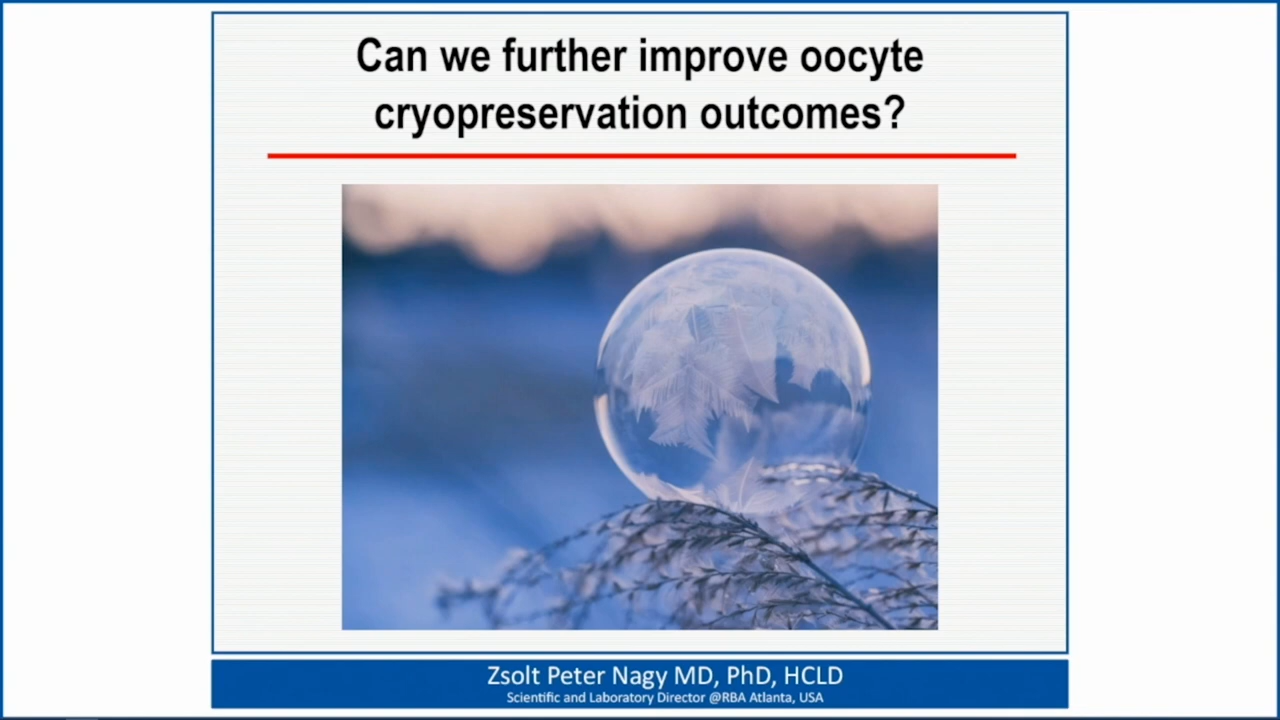 Can we further improve oocyte
cryopreservation outcomes?
Zsolt Peter Nagy MD, PhD, HCLD
Scientific and Laboratory Director @RBA Atlanta, USA